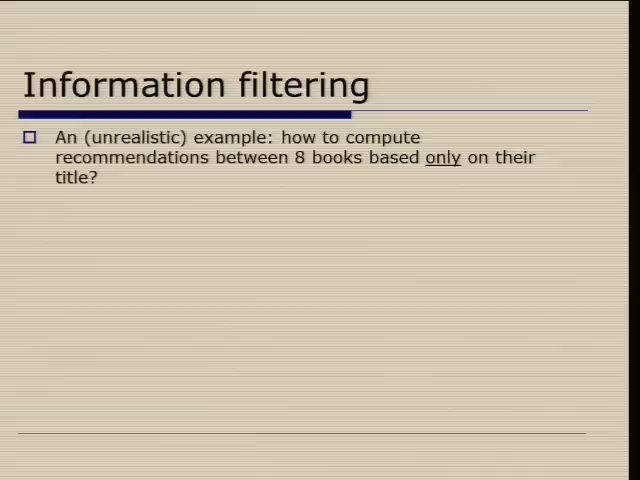 Information filtering
An (unrealistic) example: how to compute
recommendations between 8 books based only on their
title?